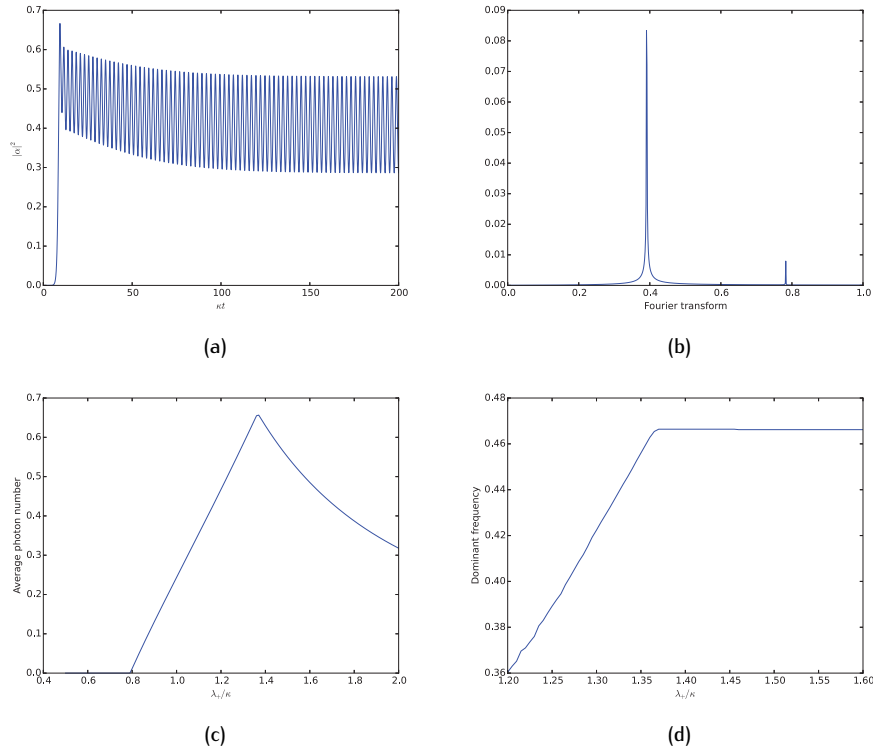 0.7
0.6
0.5
0.4
0.3
0.2
0.1
0.0
|α|²
0 50 100 150 200
κt
(a)
0.09
0.08
0.07
0.06
0.05
0.04
0.03
0.02
0.01
0.00
0.0 0.2 0.4 0.6 0.8 1.0
Fourier transform
(b)
0.7
0.6
0.5
0.4
0.3
0.2
0.1
0.0
Average photon number
0.4 0.6 0.8 1.0 1.2 1.4 1.6 1.8 2.0
λ₊/κ
(c)
0.48
0.46
0.44
0.42
0.40
0.38
0.36
Dominant frequency
1.20 1.25 1.30 1.35 1.40 1.45 1.50 1.55 1.60
λ₊/κ
(d)